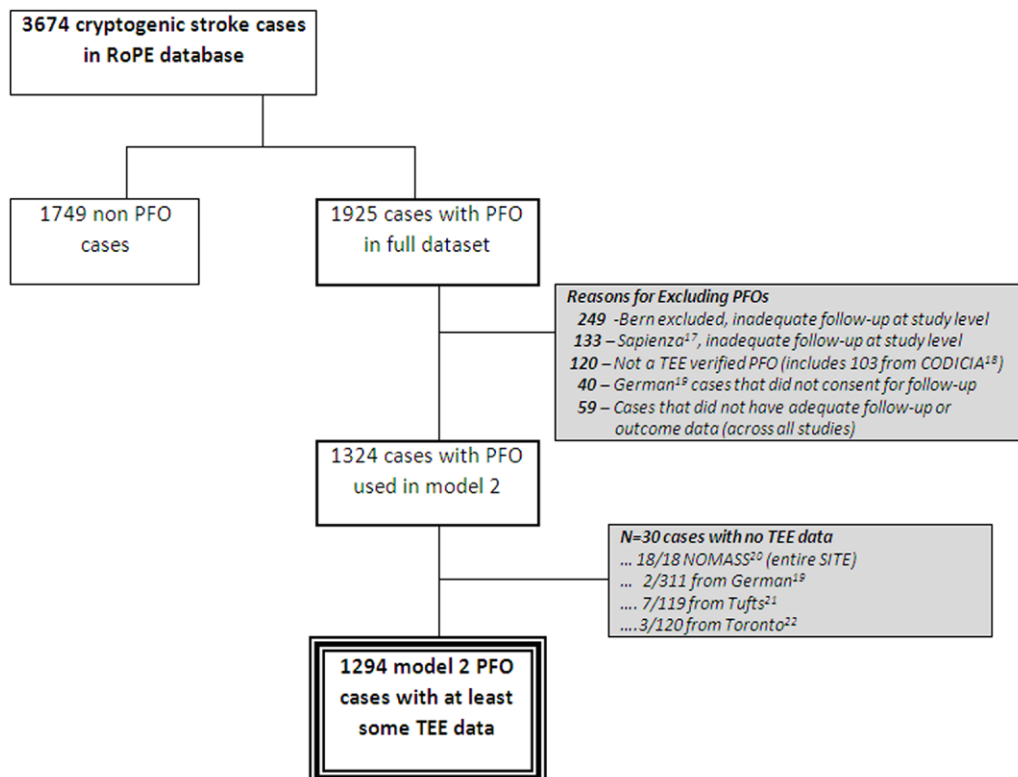 3674 cryptogenic stroke cases
in RoPE database
1749 non PFO
cases
1925 cases with PFO
in full dataset
Reasons for Excluding PFOs
249 -Bern excluded, inadequate follow-up at study level
133 – Sapienza¹⁷, inadequate follow-up at study level
120 – Not a TEE verified PFO (includes 103 from CODICIA¹⁸)
40 – German¹⁹ cases that did not consent for follow-up
59 – Cases that did not have adequate follow-up or
outcome data (across all studies)
1324 cases with PFO
used in model 2
N=30 cases with no TEE data
... 18/18 NOMASS²⁰ (entire SITE)
... 2/311 from German¹⁹
.... 7/119 from Tufts²¹
....3/120 from Toronto²²
1294 model 2 PFO
cases with at least
some TEE data